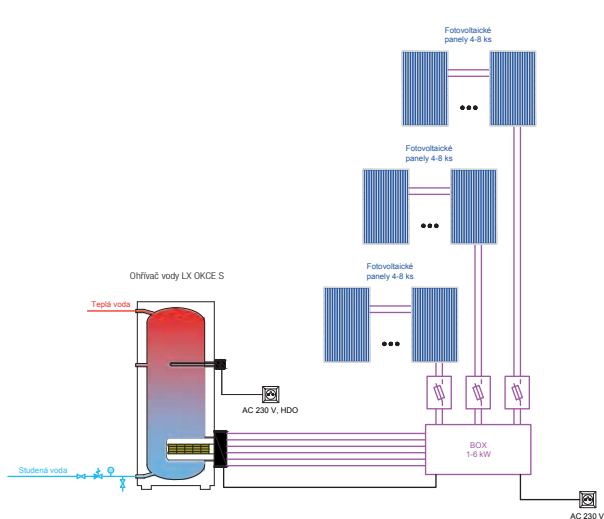 Fotovoltaické
panely 4-8 ks
Fotovoltaické
panely 4-8 ks
Fotovoltaické
panely 4-8 ks
Ohřívač vody LX OKCE S
Teplá voda
AC 230 V, HDO
BOX
1-6 kW
Studená voda
AC 230 V